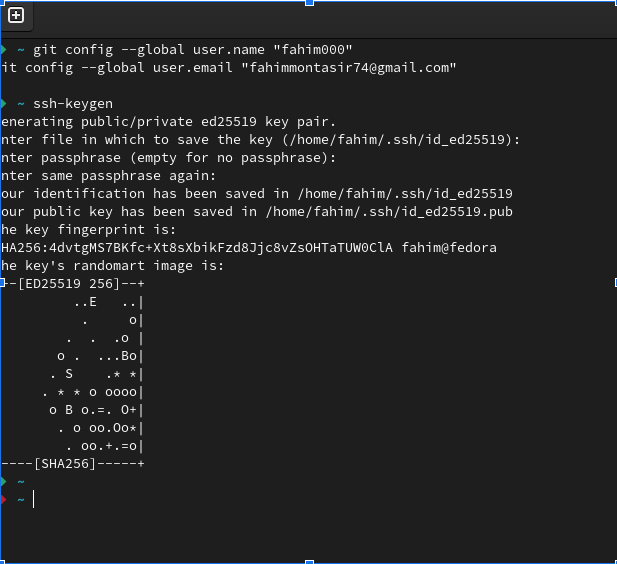 ~ git config --global user.name "fahim000"
it config --global user.email "fahimmontasir74@gmail.com"
~ ssh-keygen
enerating public/private ed25519 key pair.
nter file in which to save the key (/home/fahim/.ssh/id_ed25519):
nter passphrase (empty for no passphrase):
nter same passphrase again:
our identification has been saved in /home/fahim/.ssh/id_ed25519
our public key has been saved in /home/fahim/.ssh/id_ed25519.pub
he key fingerprint is:
HA256:4dvtgMS7BKfc+Xt8sXbikFzd8Jjc8vZsOHTaTUW0ClA fahim@fedora
he key's randomart image is:
--[ED25519 256]--+
         ..E   ..|
          .     o|
        .  .  .o |
       o .  ...Bo|
      . S    .* *|
     . * * o oooo|
      o B o.=. O+|
       . o oo.Oo*|
        . oo.+.=o|
----[SHA256]-----+
~
~